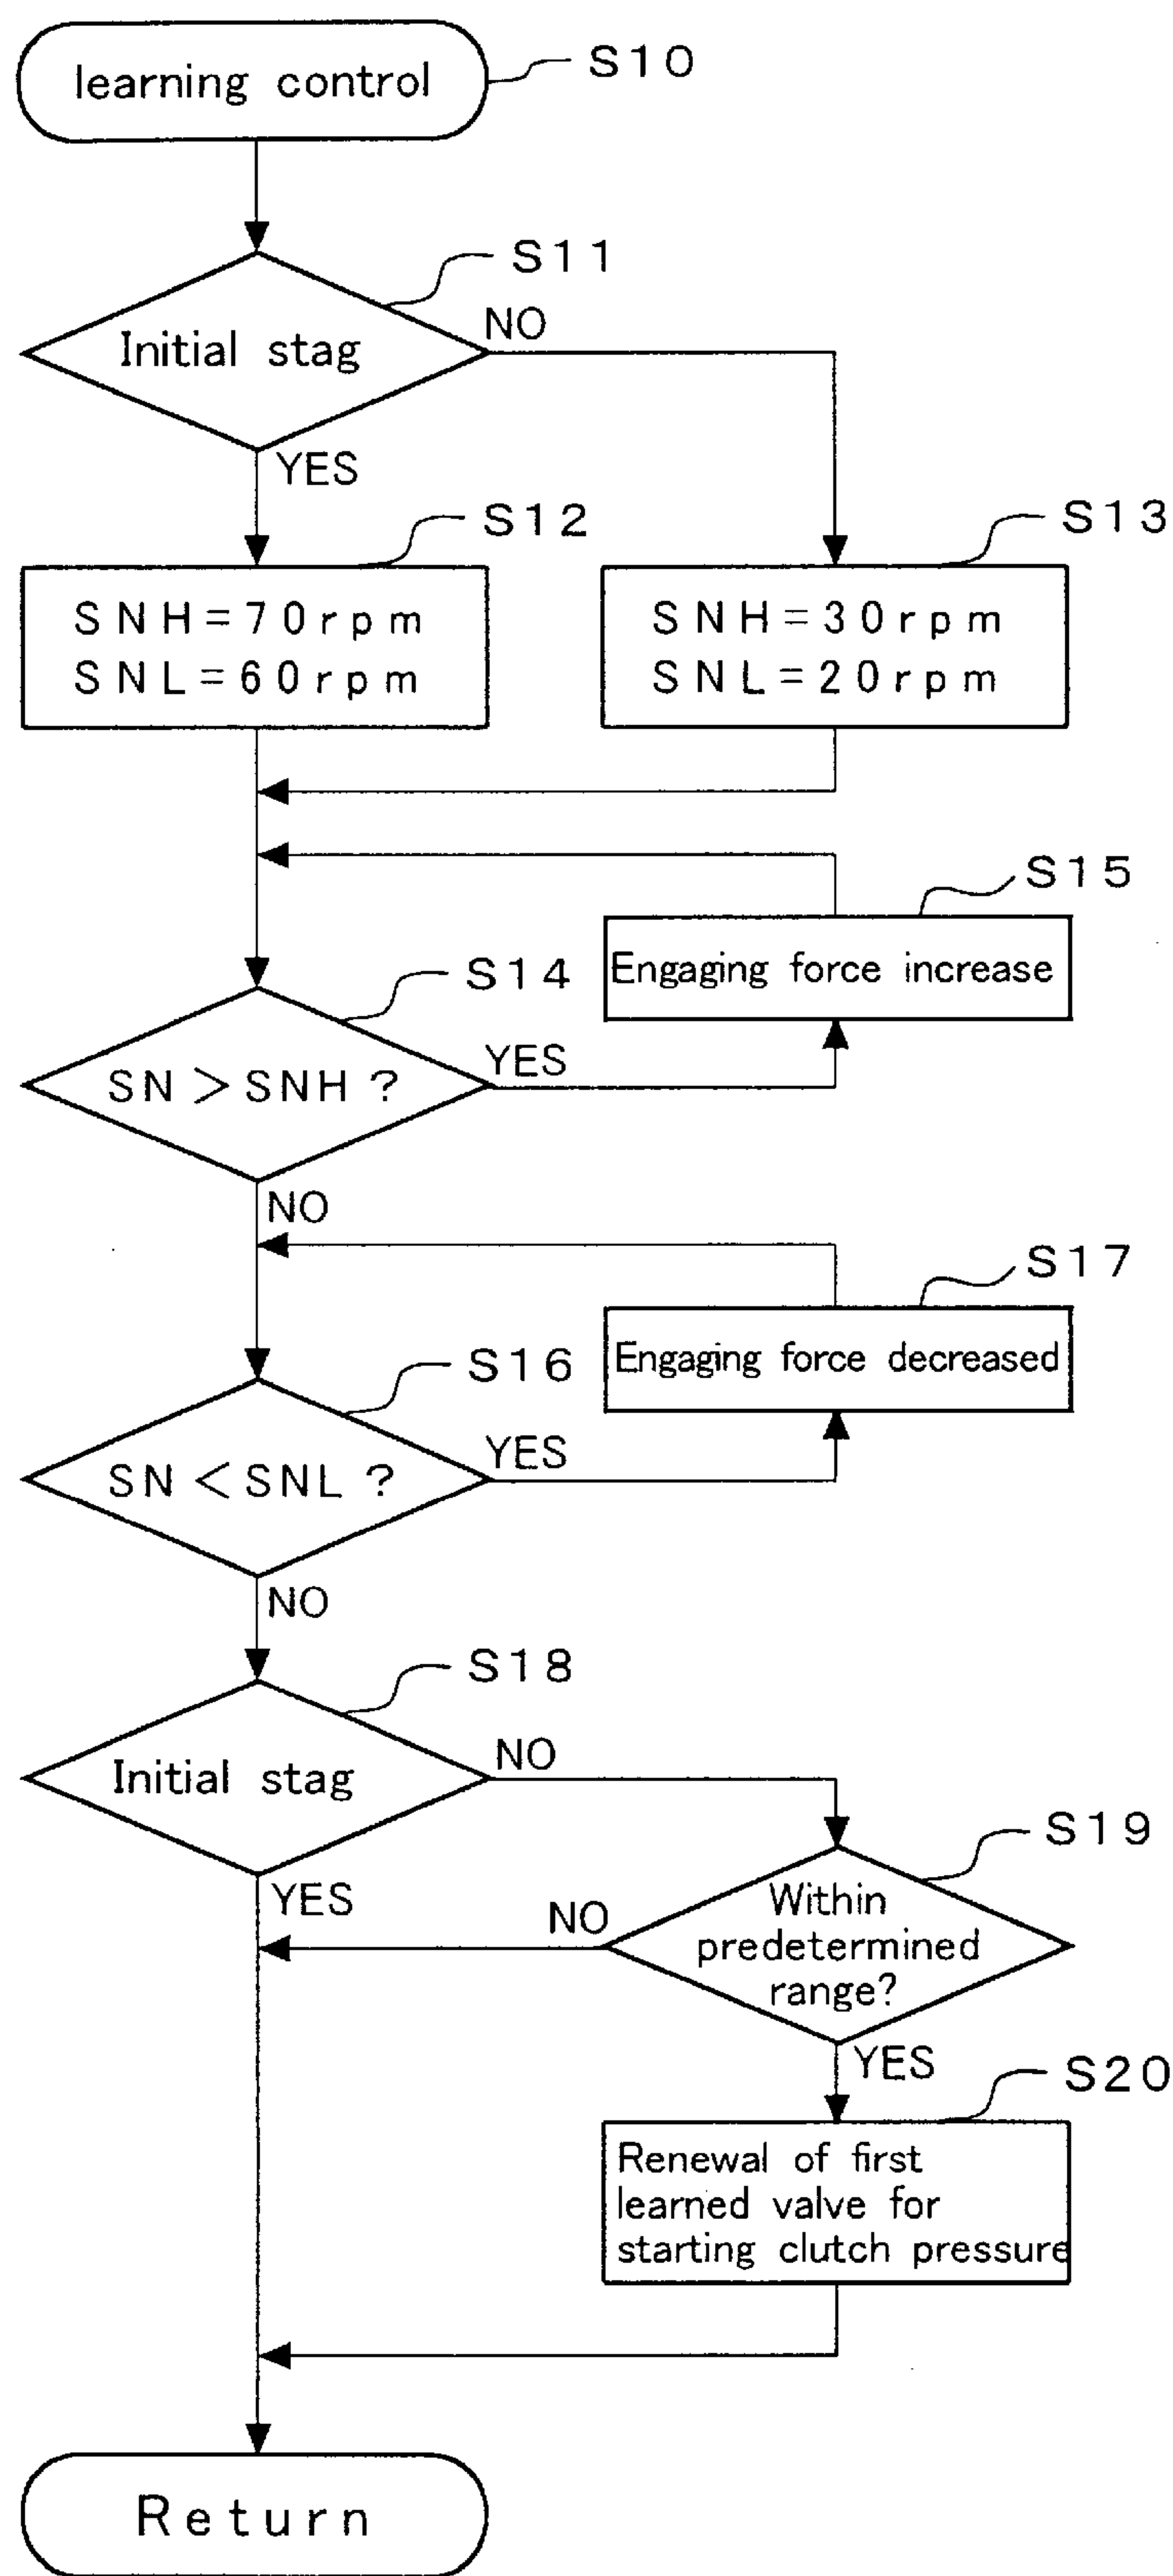 learning control
S10
S11
Initial stag
NO
YES
S12
SNH=70rpm
SNL=60rpm
S13
SNH=30rpm
SNL=20rpm
S15
Engaging force increase
S14
SN>SNH?
YES
NO
S17
Engaging force decreased
S16
SN<SNL?
YES
NO
S18
Initial stag
NO
YES
S19
Within
predetermined
range?
NO
YES
S20
Renewal of first
learned valve for
starting clutch pressure
Return